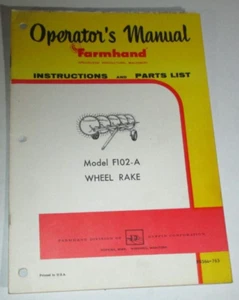 Operator's Manual
Farmhand
INSTRUCTIONS AND PARTS LIST
Model F102-A
WHEEL RAKE
Printed in U.S.A.